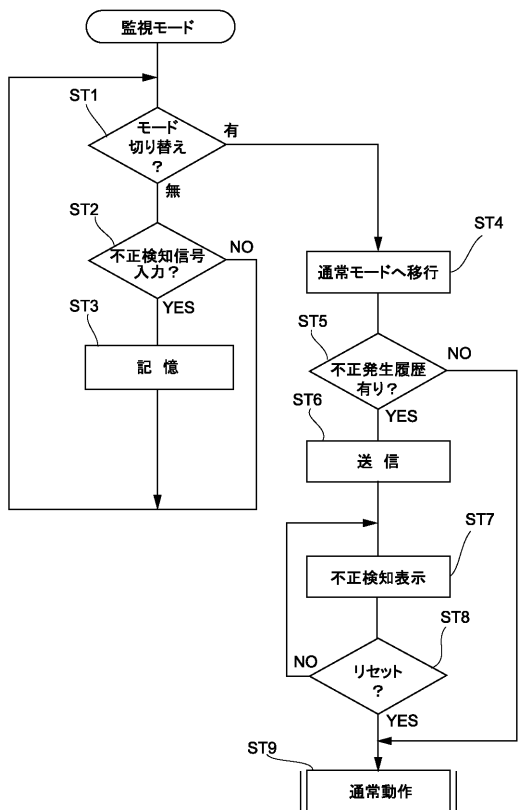 監視モード
ST1
モード
切り替え
?
有
無
ST2
不正検知信号
入力?
NO
YES
ST3
記 憶
ST4
通常モードへ移行
ST5
不正発生履歴
有り?
NO
YES
ST6
送 信
ST7
不正検知表示
ST8
リセット
?
NO
YES
ST9
通常動作